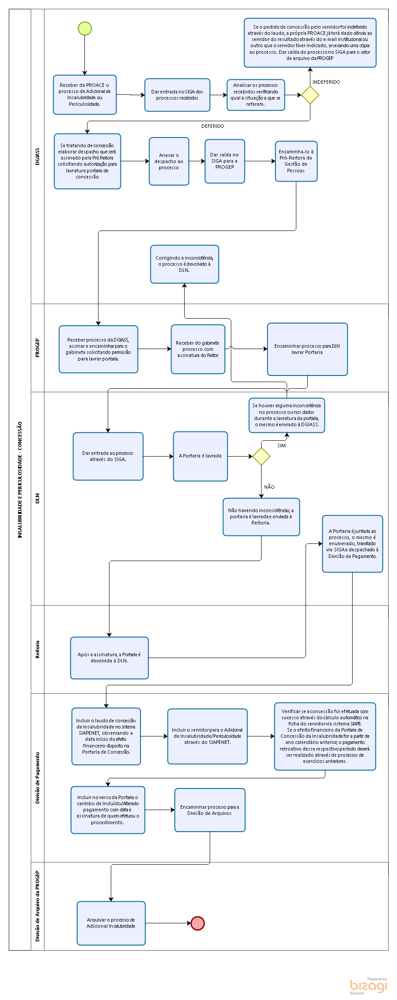 INSALUBRIDADE E PERICULOSIDADE - CONCESSÃO
DGIASS
Receber da PROACE o
processo de Adicional de
Insalubridade ou
Periculosidade.
Dar entrada no SIGA dos
processos recebidos
Analisar os processos
recebidos verificando
qual a situação a que se
referem.
INDEFERIDO
Se o pedido de concessão pelo servidor foi indeferido
através do laudo, a própria PROACE já terá dado ciência ao
servidor do resultado através do e-mail institucional ou
outro que o servidor tiver indicado, anexando uma cópia
ao processo. Dar saída do processo no SIGA para o setor
de arquivo da PROGEP
DEFERIDO
Se tratando de concessão
elaborar despacho que será
assinado pela Pró Reitora
solicitando autorização para
lavratura portaria de
concessão
Anexar o
despacho ao
processo
Dar saída no
SIGA para a
PROGEP
Encaminha-lo à
Pró-Reitora de
Gestão de
Pessoas
Corrigindo a inconsistência,
o processo é devolvido à
DLN.
PROGEP
Receber processo da DGIASS,
assinar e encaminhar para o
gabinete solicitando permissão
para lavrar portaria.
Receber do gabinete
processo com
assinatura do Reitor
Encaminhar processo para DLN
lavrar Portaria
DLN
Dar entrada ao processo
através do SIGA.
A Portaria é lavrada
Se houver alguma inconsistência
no processo ou nos dados
durante a lavratura da portaria,
o mesmo é enviado à DGIASS.
SIM
NÃO
Não havendo inconsistências, a
portaria é lavrada e enviada à
Reitoria.
A Portaria é juntada ao
processo, o mesmo é
enumerado, tramitado
via SIGA e despachado à
Divisão de Pagamento.
Reitoria
Após a assinatura, a Portaria é
devolvida à DLN.
Divisão de Pagamento
Incluir o laudo de concessão
de Insalubridade no sistema
SIAPENET, observando a
data início do efeito
financeiro disposto na
Portaria de Concessão.
Incluir o servidor para o Adicional
de Insalubridade/Periculosidade
através do SIAPENET.
Verificar se a concessão foi efetuada com
sucesso através do cálculo automático na
ficha do servidor via sistema SIAPE.
Se o efeito financeiro da Portaria de
Concessão da Insalubridade for a partir de
ano calendário anterior, o pagamento
retroativo desse respectivo período deverá
ser realizado através de processos de
exercícios anteriores.
Incluir no verso da Portaria o
carimbo de Incluído/Alterado
pagamento com data e
assinatura de quem efetuou o
procedimento.
Encaminhar processo para a
Divisão de Arquivos
Divisão de Arquivo da PROGEP
Arquivar o processo de
Adicional Insalubridade
Powered by
bizagi
Modeler